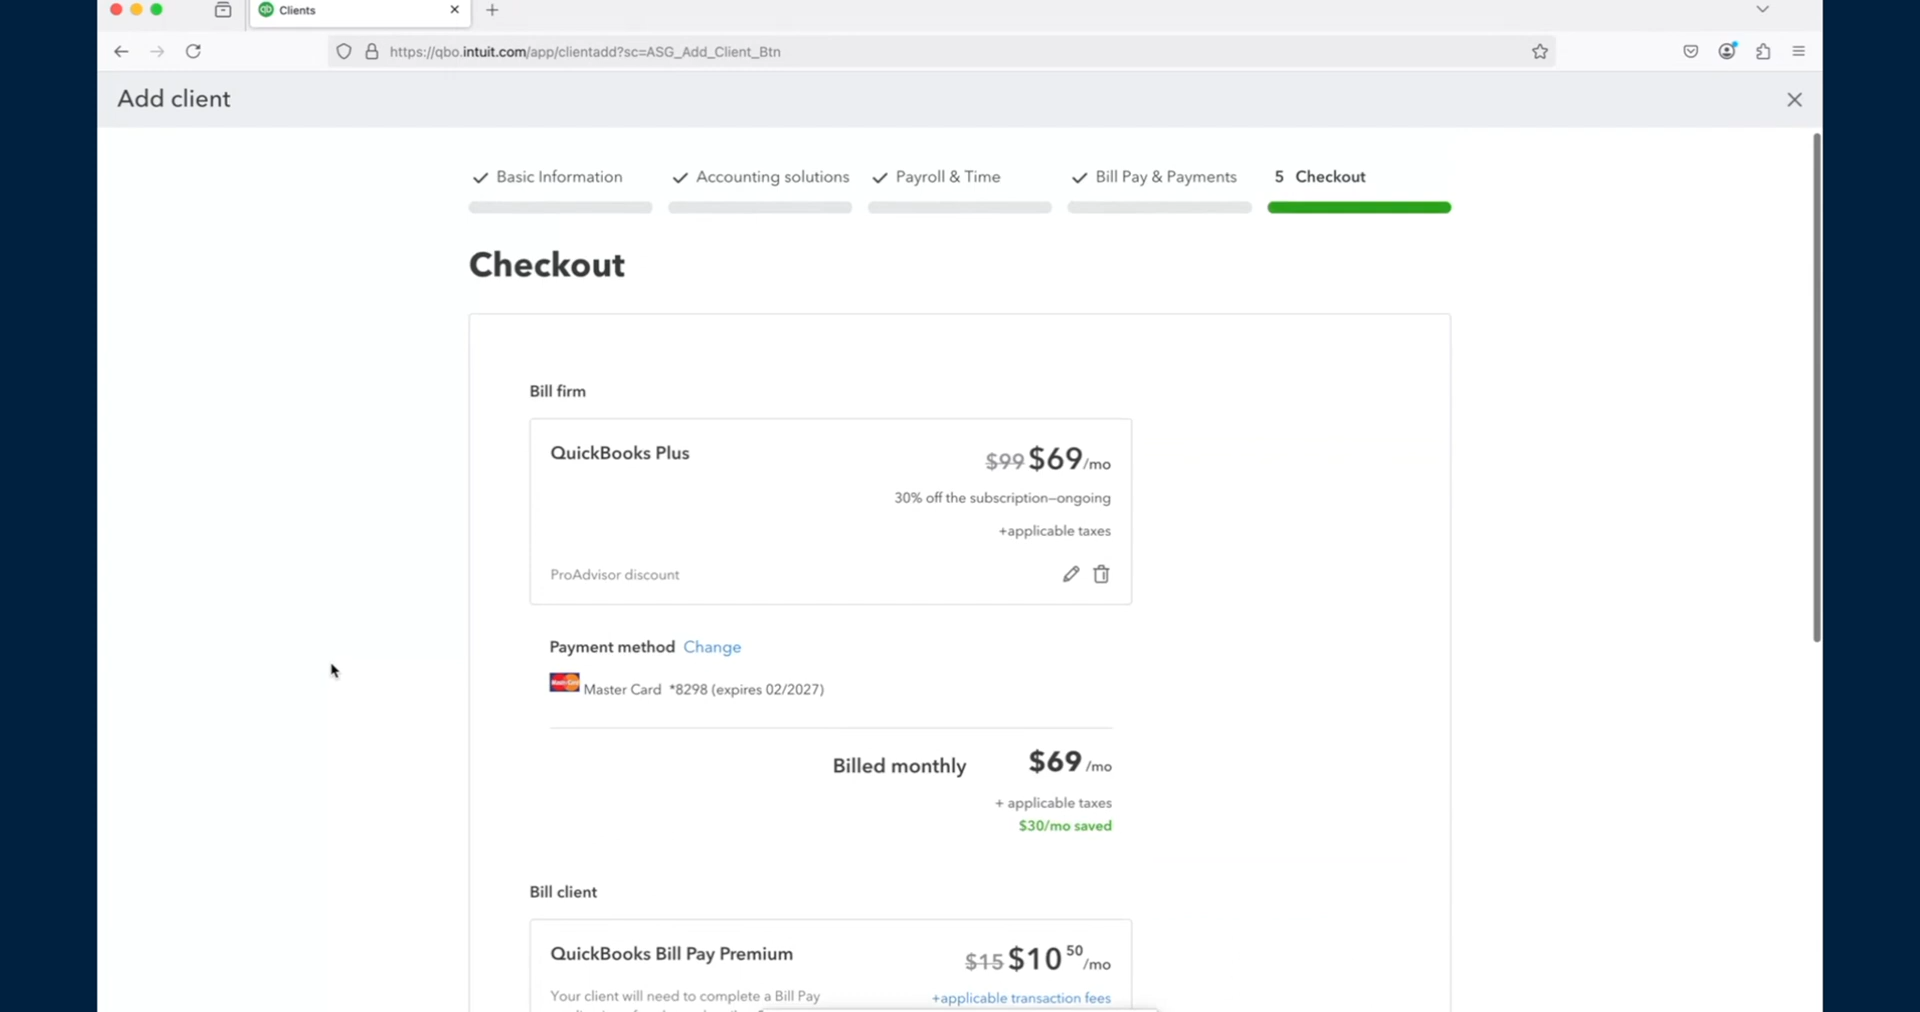 Clients
https://qbo.intuit.com/app/clientadd?sc=ASG_Add_Client_Btn
Add client
Basic Information
Accounting solutions
Payroll & Time
Bill Pay & Payments
5 Checkout
Checkout
Bill firm
QuickBooks Plus
$99 $69/mo
30% off the subscription—ongoing
+applicable taxes
ProAdvisor discount
Payment method Change
Master Card *8298 (expires 02/2027)
Billed monthly $69 /mo
+ applicable taxes
$30/mo saved
Bill client
QuickBooks Bill Pay Premium
$15 $10 50 /mo
Your client will need to complete a Bill Pay
+applicable transaction fees